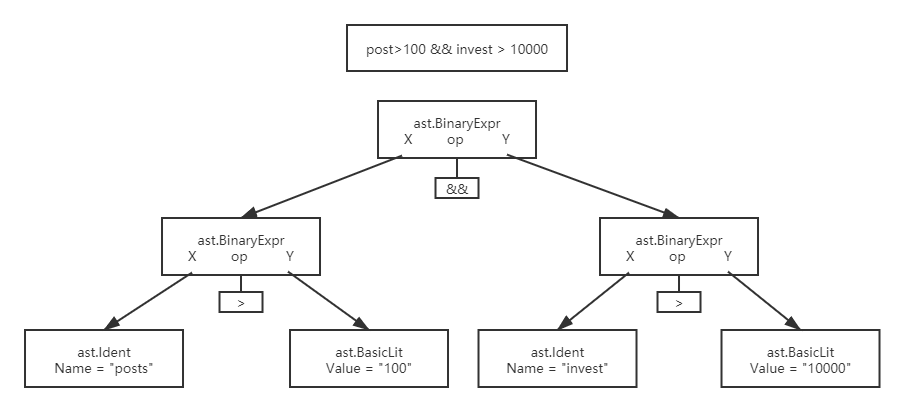 post>100 && invest > 10000
ast.BinaryExpr
X op Y
&&
ast.BinaryExpr
X op Y
ast.BinaryExpr
X op Y
>
>
ast.Ident
Name = "posts"
ast.BasicLit
Value = "100"
ast.Ident
Name = "invest"
ast.BasicLit
Value = "10000"